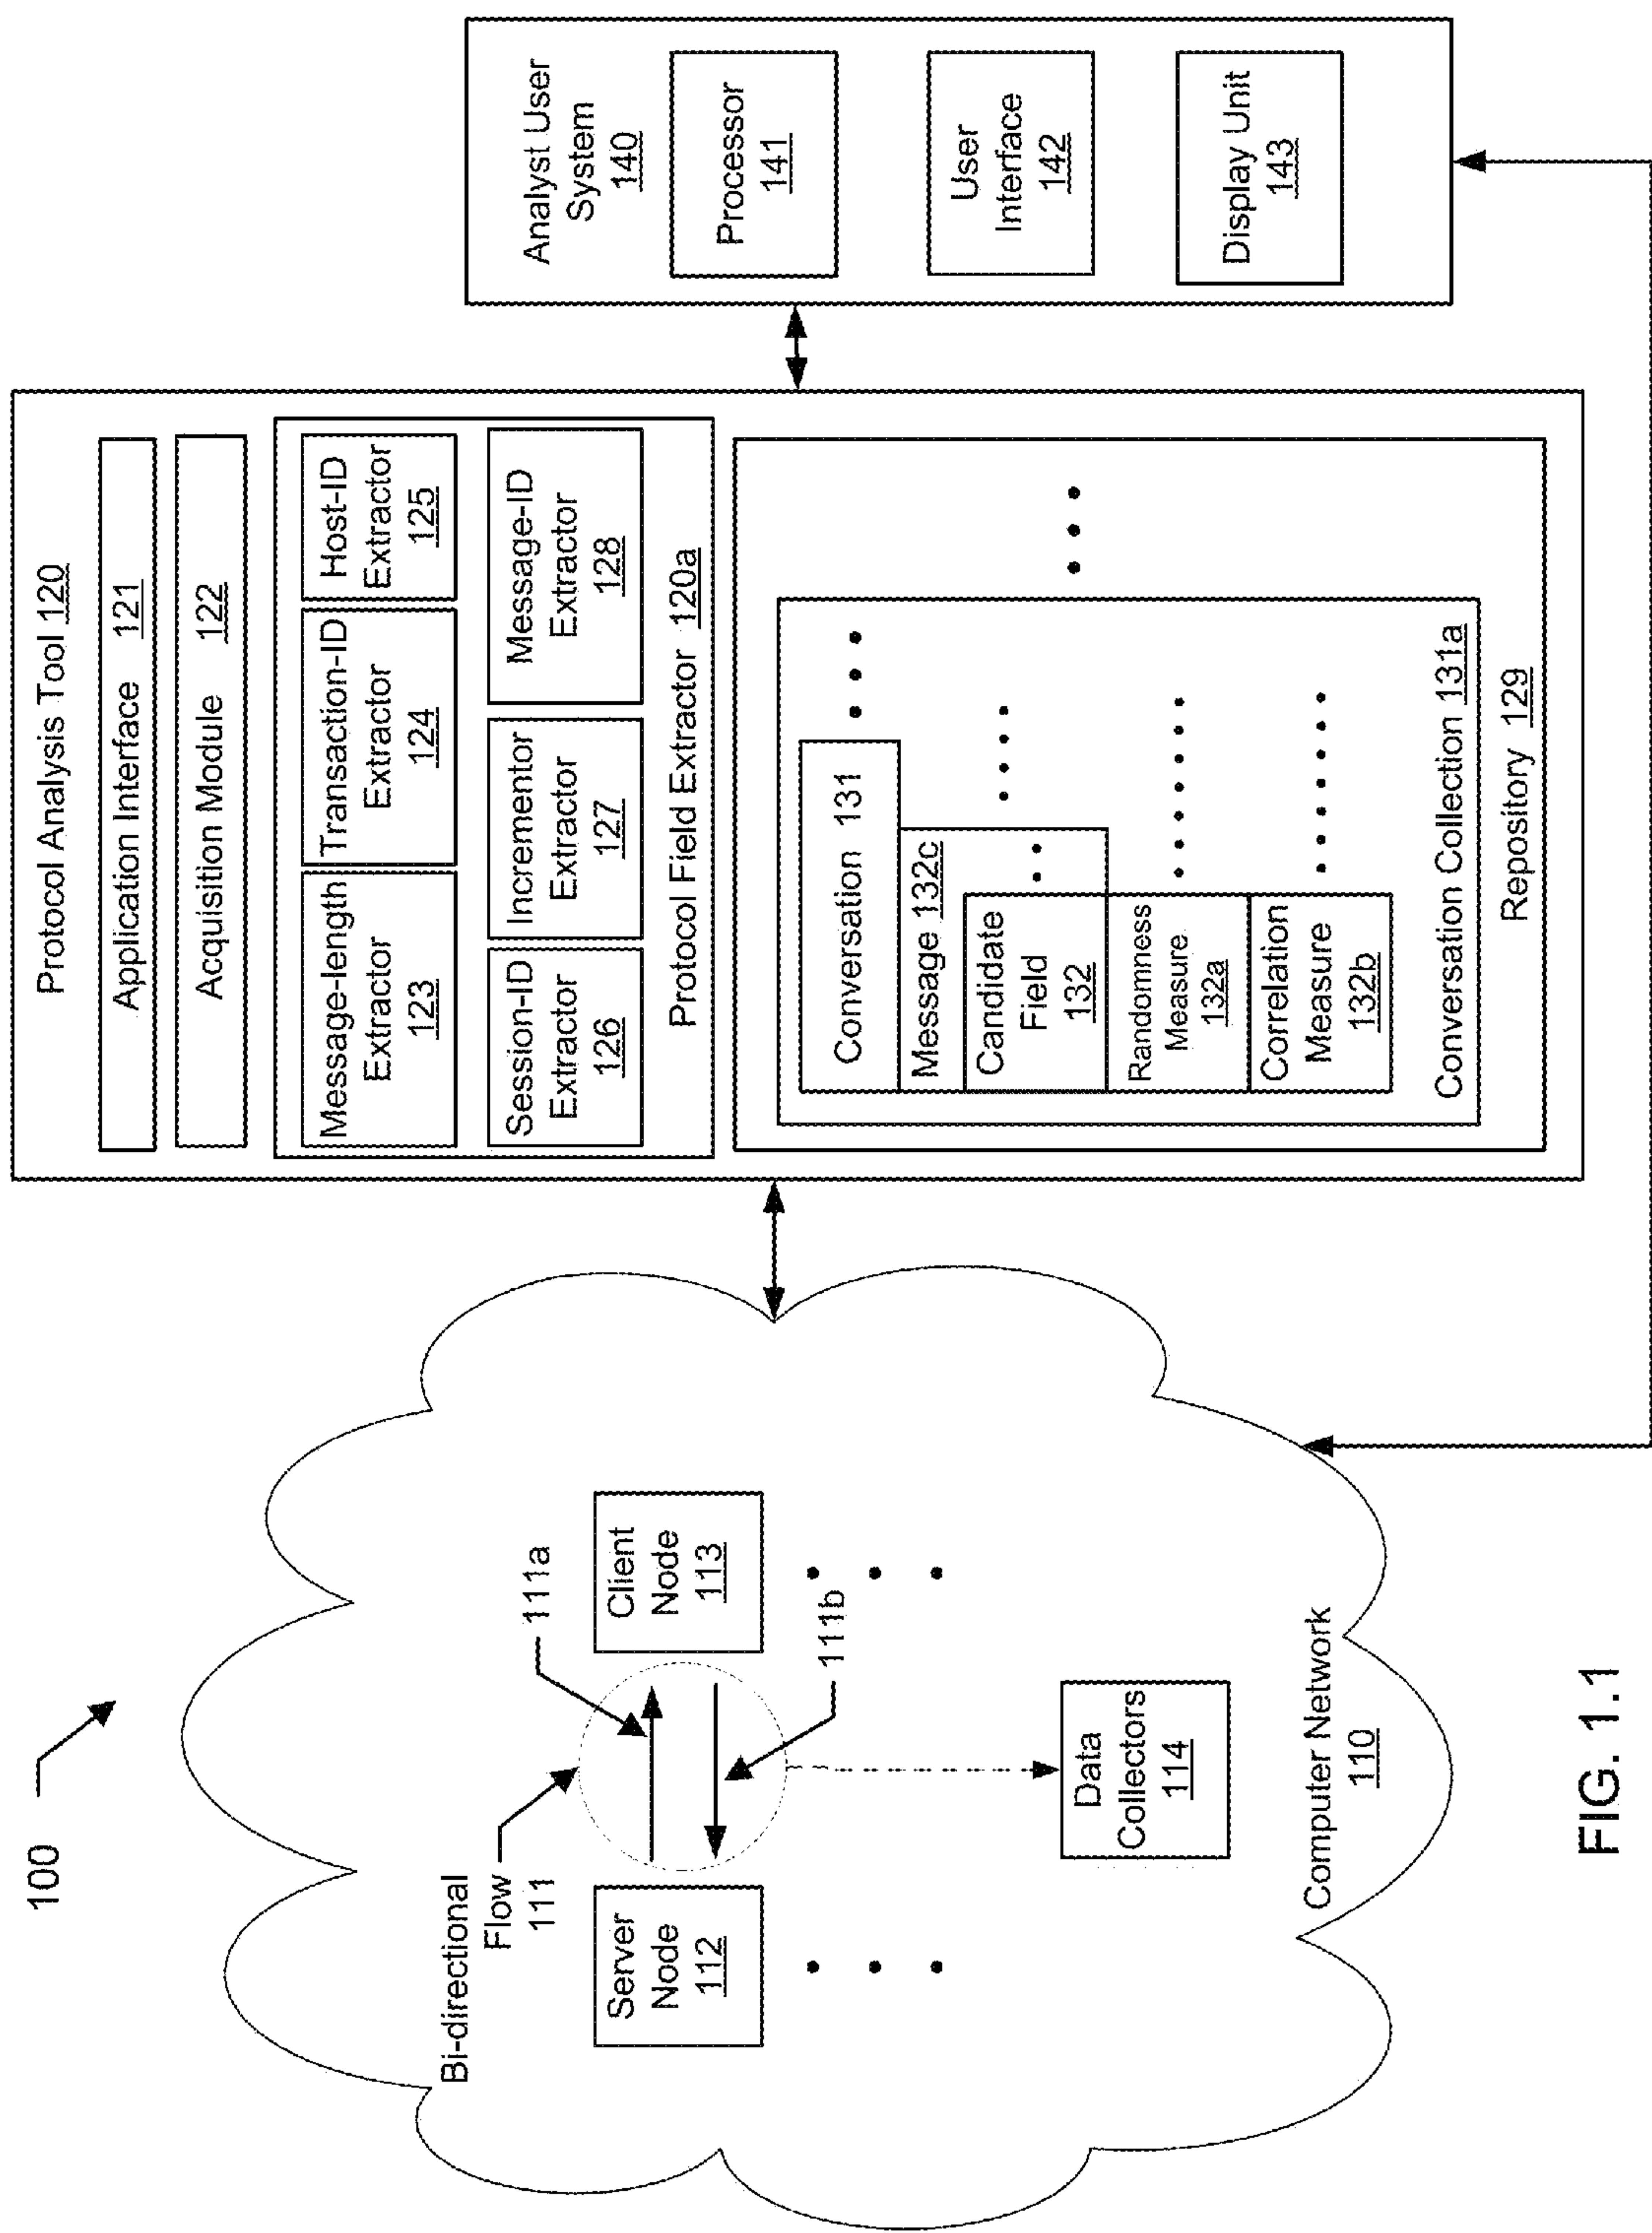 100
Bi-directional
Flow
111
111a
111b
Server
Node
112
Client
Node
113
Data
Collectors
114
Computer Network
110
Protocol Analysis Tool 120
Application Interface 121
Acquisition Module 122
Message-length
Extractor
123
Transaction-ID
Extractor
124
Host-ID
Extractor
125
Session-ID
Extractor
126
Incrementor
Extractor
127
Message-ID
Extractor
128
Protocol Field Extractor 120a
Conversation 131
Message 132c
Candidate
Field
132
Randomness
Measure
132a
Correlation
Measure
132b
Conversation Collection 131a
Repository 129
Analyst User
System
140
Processor
141
User
Interface
142
Display Unit
143
FIG. 1.1